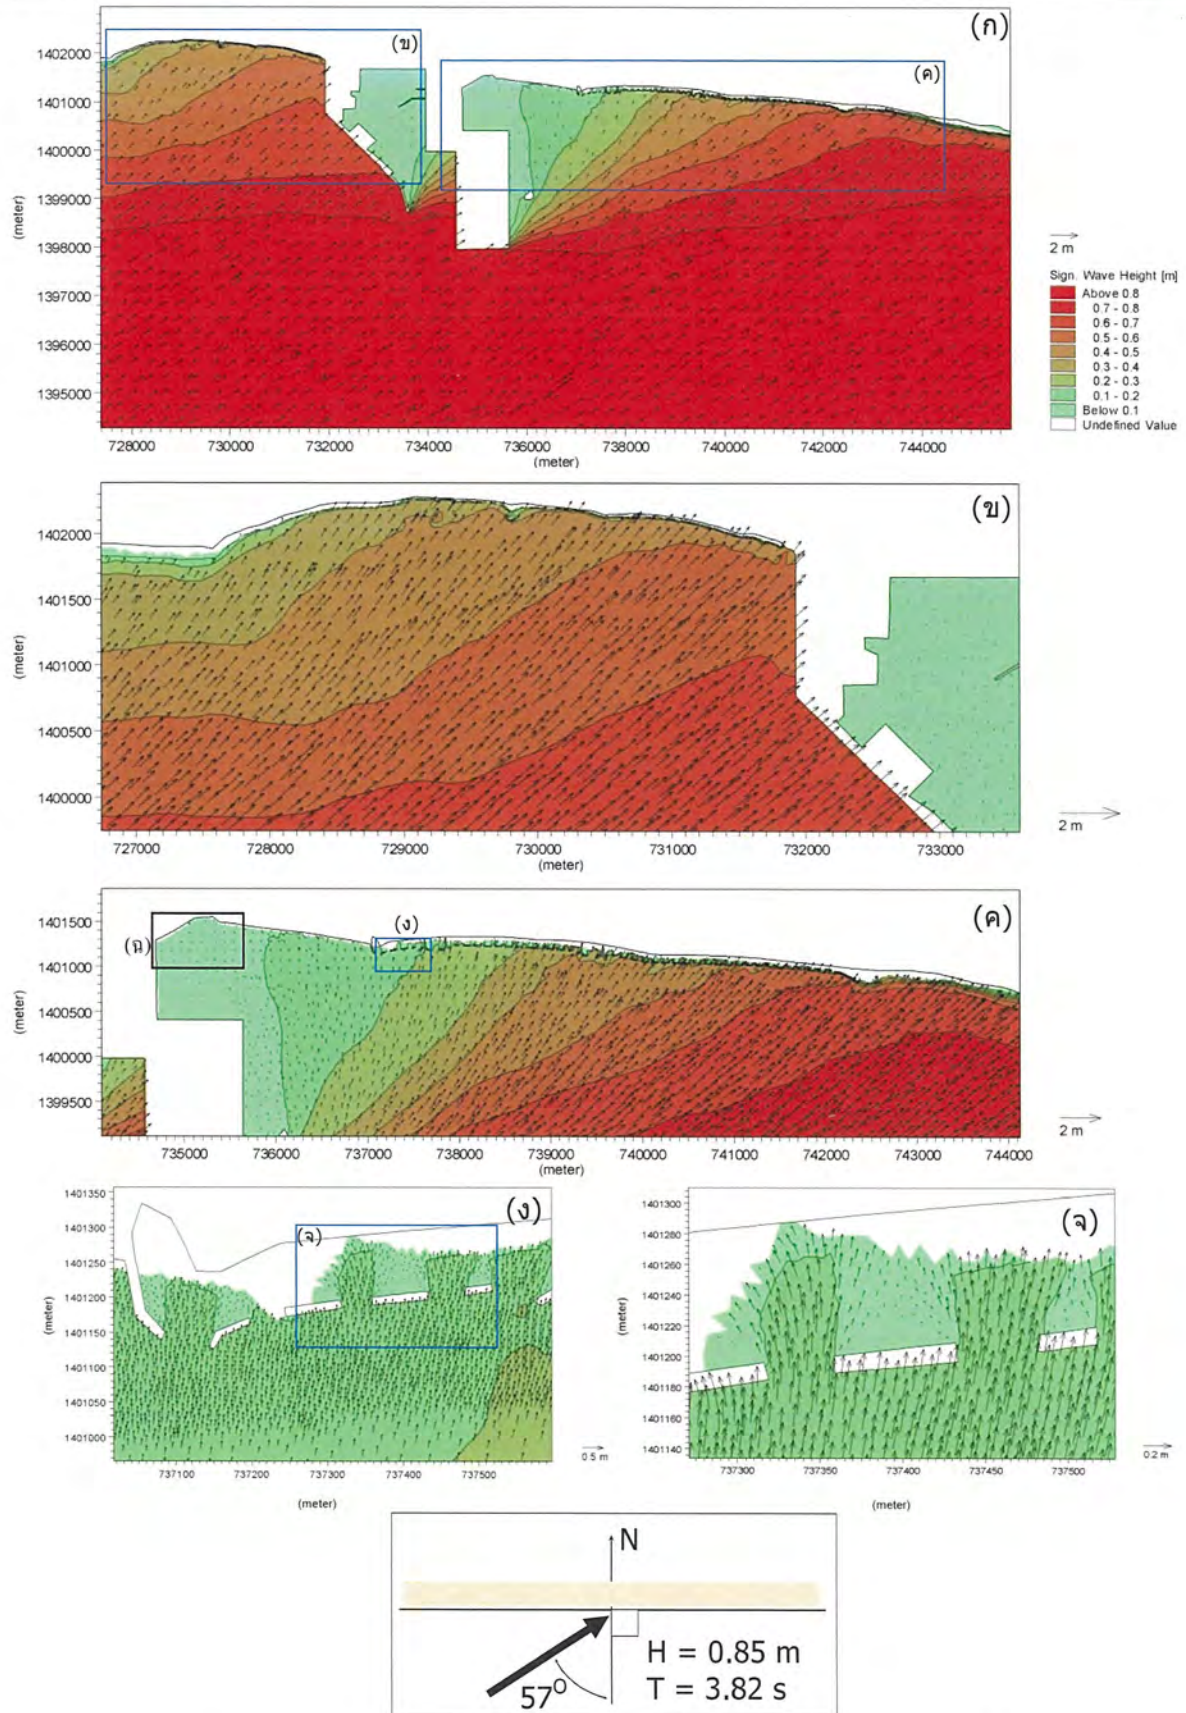 (ก)
(ข)
(ค)
1402000
1401000
1400000
1399000
1398000
1397000
1396000
1395000
(meter)
728000 730000 732000 734000 736000 738000 740000 742000 744000
(meter)
2 m
Sign. Wave Height [m]
Above 0.8
0.7 - 0.8
0.6 - 0.7
0.5 - 0.6
0.4 - 0.5
0.3 - 0.4
0.2 - 0.3
0.1 - 0.2
Below 0.1
Undefined Value
(ข)
1402000
1401500
1401000
1400500
1400000
(meter)
727000 728000 729000 730000 731000 732000 733000
(meter)
2 m
(ค)
(ง)
(ฉ)
1401500
1401000
1400500
1400000
1399500
(meter)
735000 736000 737000 738000 739000 740000 741000 742000 743000 744000
(meter)
2 m
(ง)
(จ)
1401350
1401300
1401250
1401200
1401150
1401100
1401050
1401000
(meter)
737100 737200 737300 737400 737500
(meter)
0.5 m
(จ)
1401300
1401280
1401260
1401240
1401220
1401200
1401180
1401160
1401140
(meter)
737300 737350 737400 737450 737500
(meter)
0.2 m
N
57°
H = 0.85 m
T = 3.82 s